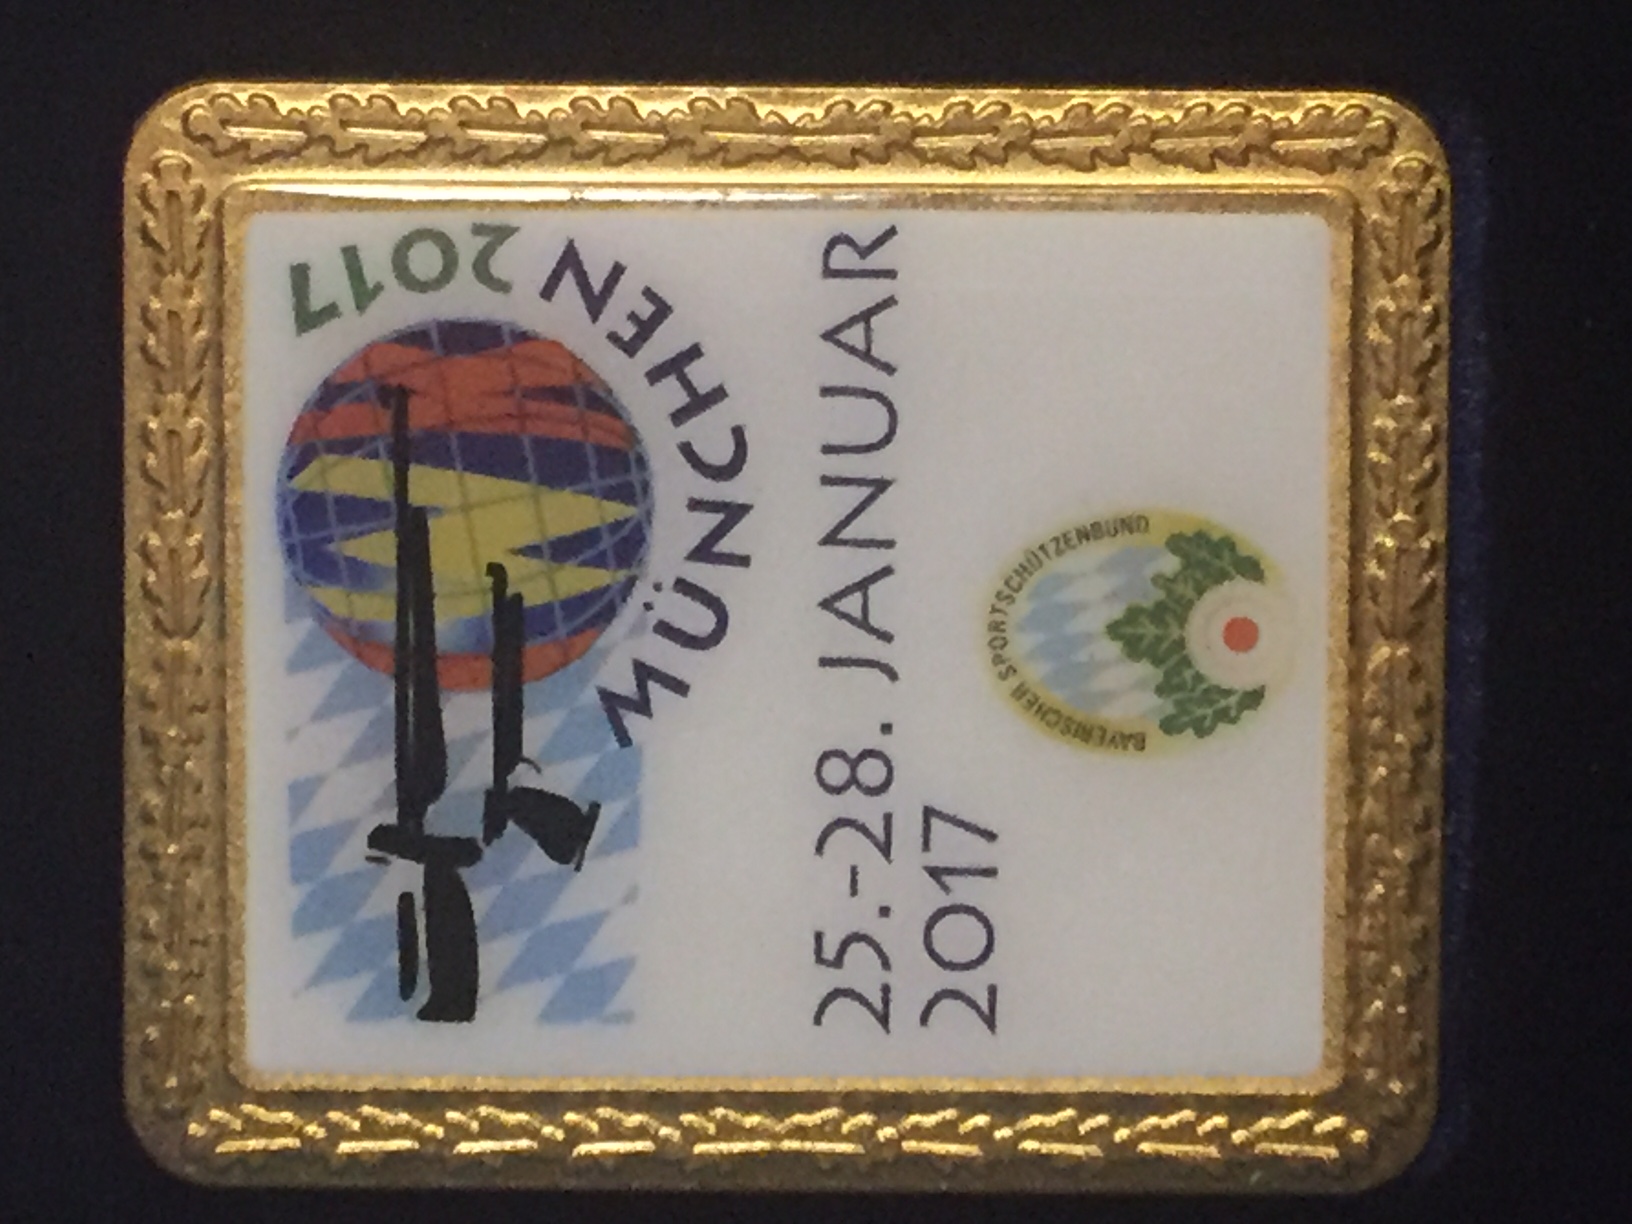 MÜNCHEN 2017
25.-28. JANUAR
2017
BAYERISCHER SPORTSCHÜTZENBUND